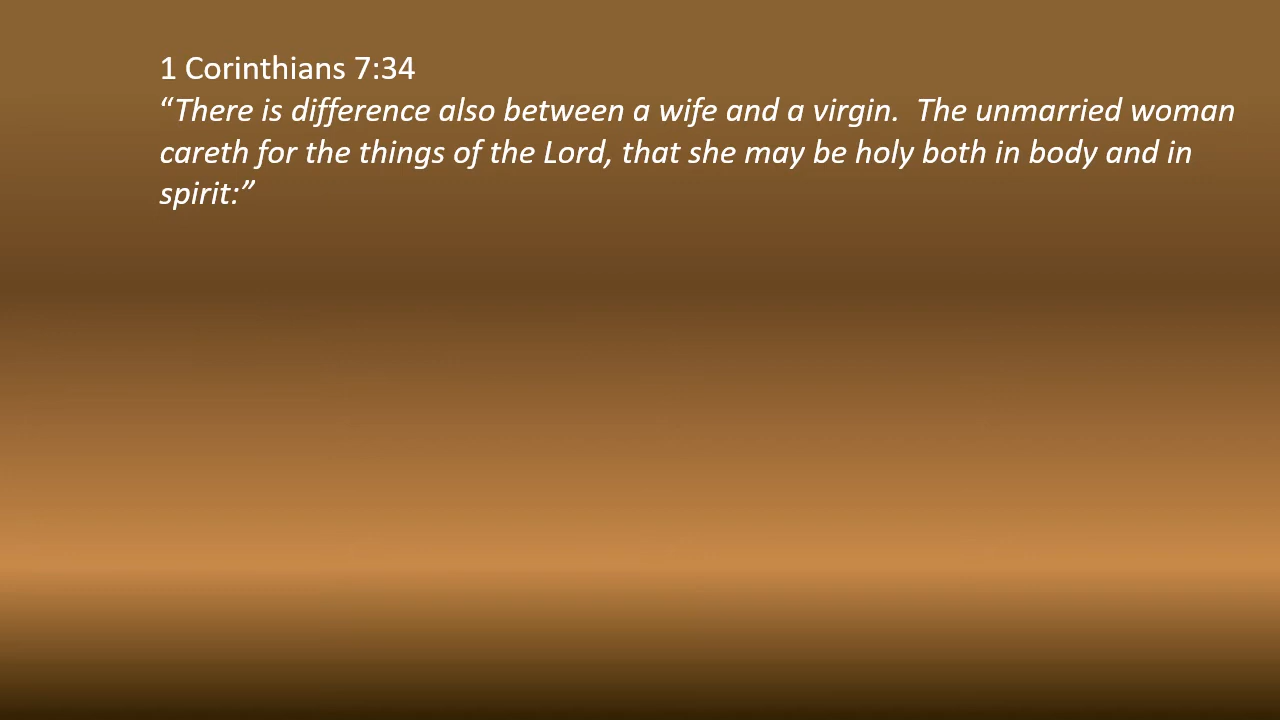 1 Corinthians 7:34
“There is difference also between a wife and a virgin.  The unmarried woman
careth for the things of the Lord, that she may be holy both in body and in
spirit:”